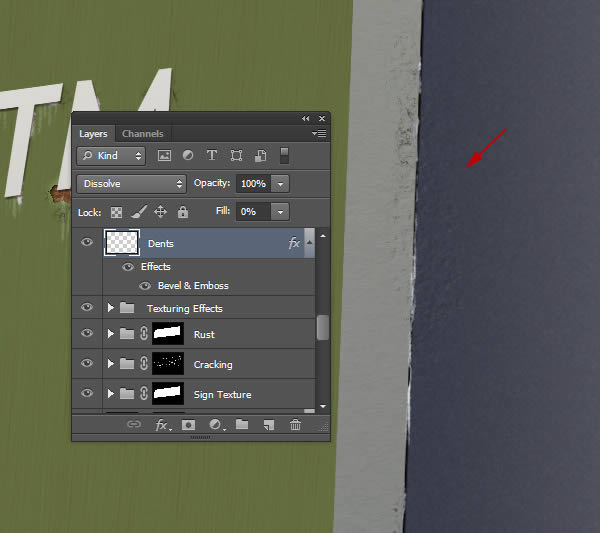 TM
Layers Channels
Kind T
Dissolve Opacity: 100%
Lock: Fill: 0%
Dents fx
Effects
Bevel & Emboss
Texturing Effects
Rust
Cracking
Sign Texture
fx